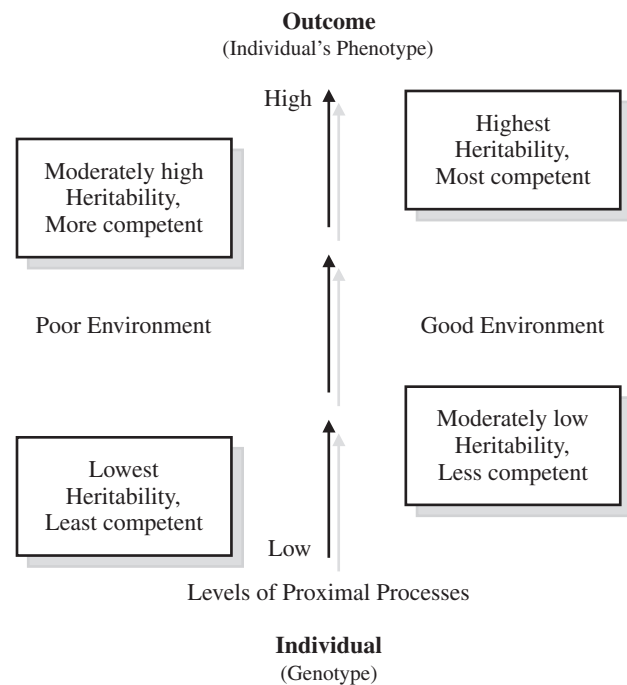 Outcome
(Individual's Phenotype)
High
Highest
Heritability,
Most competent
Moderately high
Heritability,
More competent
Poor Environment
Good Environment
Moderately low
Heritability,
Less competent
Lowest
Heritability,
Least competent
Low
Levels of Proximal Processes
Individual
(Genotype)